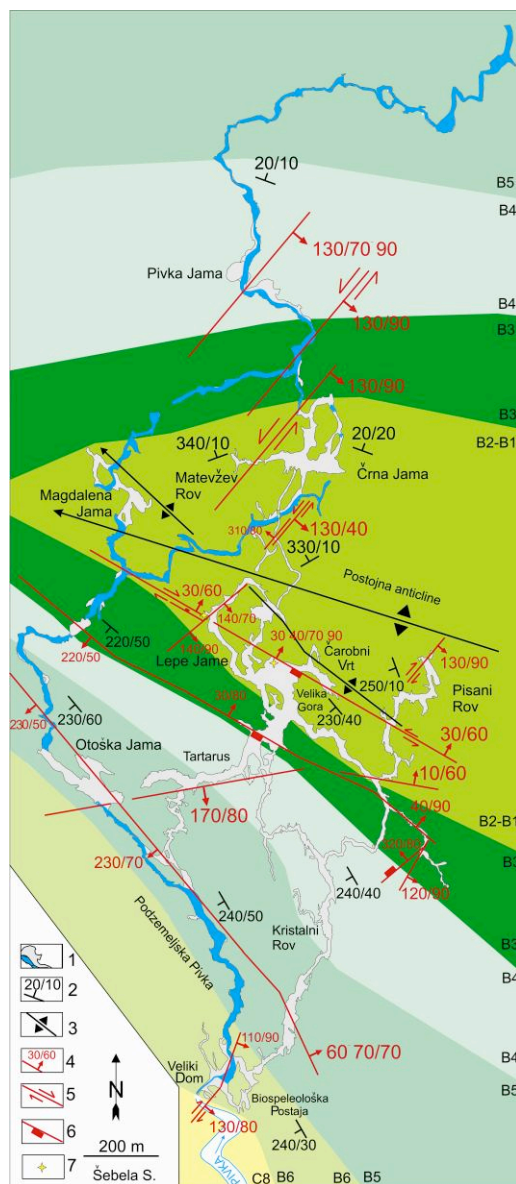 B5
20/10
B4
Pivka Jama
130/70 90
130/90
B4
B3
130/90
B3
B2-B1
20/20
340/10
Matevžev
Rov
Črna Jama
Magdalena
Jama
310/80
130/40
330/10
Postojna anticline
30/60
140/70
220/50
140/90
30 40/70 90
Čarobni
Vrt
130/90
220/50
Lepe Jame
250/10
Pisani
Rov
Velika
Gora
230/40
30/80
230/60
230/50
30/60
Otoška Jama
Tartarus
10/60
170/80
40/90
B2-B1
B3
320/80
230/70
120/90
240/40
240/50
Kristalni
Rov
B3
B4
Podzemeljska Pivka
1
20/10
2
3
110/90
60 70/70
B4
30/60
4
Veliki
Dom
B5
5
N
Biospeleološka
Postaja
130/80
6
240/30
200 m
7
Šebela S.
PIVKA
C8
B6
B6
B5